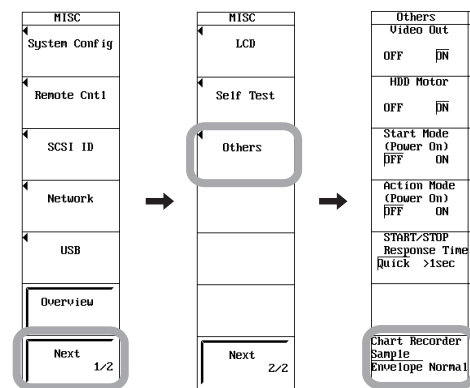 MISC
System Config
Remote Cntl
SCSI ID
Network
USB
Overview
Next
1/2
MISC
LCD
Self Test
Others
Next
2/2
Others
Video Out
OFF ON
HDD Motor
OFF ON
Start Mode
(Power On)
OFF ON
Action Mode
(Power On)
OFF ON
START/STOP
Response Time
Quick >1sec
Chart Recorder
Sample
Envelope Normal